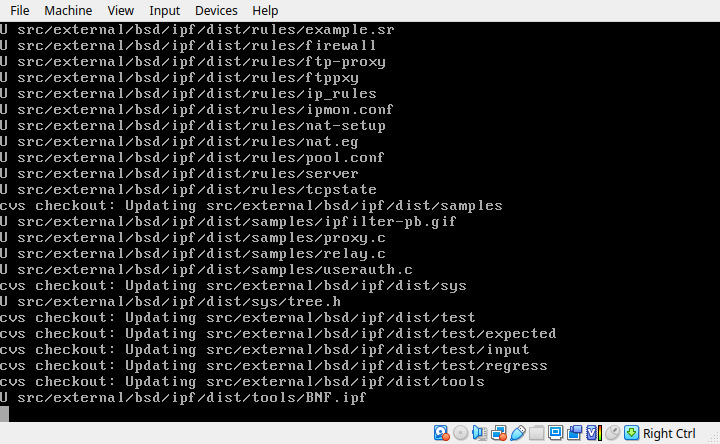 File Machine View Input Devices Help
U src/external/bsd/ipf/dist/rules/example.sr
U src/external/bsd/ipf/dist/rules/firewall
U src/external/bsd/ipf/dist/rules/ftp-proxy
U src/external/bsd/ipf/dist/rules/ftppxy
U src/external/bsd/ipf/dist/rules/ip_rules
U src/external/bsd/ipf/dist/rules/ipmon.conf
U src/external/bsd/ipf/dist/rules/nat-setup
U src/external/bsd/ipf/dist/rules/nat.eg
U src/external/bsd/ipf/dist/rules/pool.conf
U src/external/bsd/ipf/dist/rules/server
U src/external/bsd/ipf/dist/rules/tcpstate
cvs checkout: Updating src/external/bsd/ipf/dist/samples
U src/external/bsd/ipf/dist/samples/ipfilter-pb.gif
U src/external/bsd/ipf/dist/samples/proxy.c
U src/external/bsd/ipf/dist/samples/relay.c
U src/external/bsd/ipf/dist/samples/userauth.c
cvs checkout: Updating src/external/bsd/ipf/dist/sys
U src/external/bsd/ipf/dist/sys/tree.h
cvs checkout: Updating src/external/bsd/ipf/dist/test
cvs checkout: Updating src/external/bsd/ipf/dist/test/expected
cvs checkout: Updating src/external/bsd/ipf/dist/test/input
cvs checkout: Updating src/external/bsd/ipf/dist/test/regress
cvs checkout: Updating src/external/bsd/ipf/dist/tools
U src/external/bsd/ipf/dist/tools/BNF.ipf
Right Ctrl